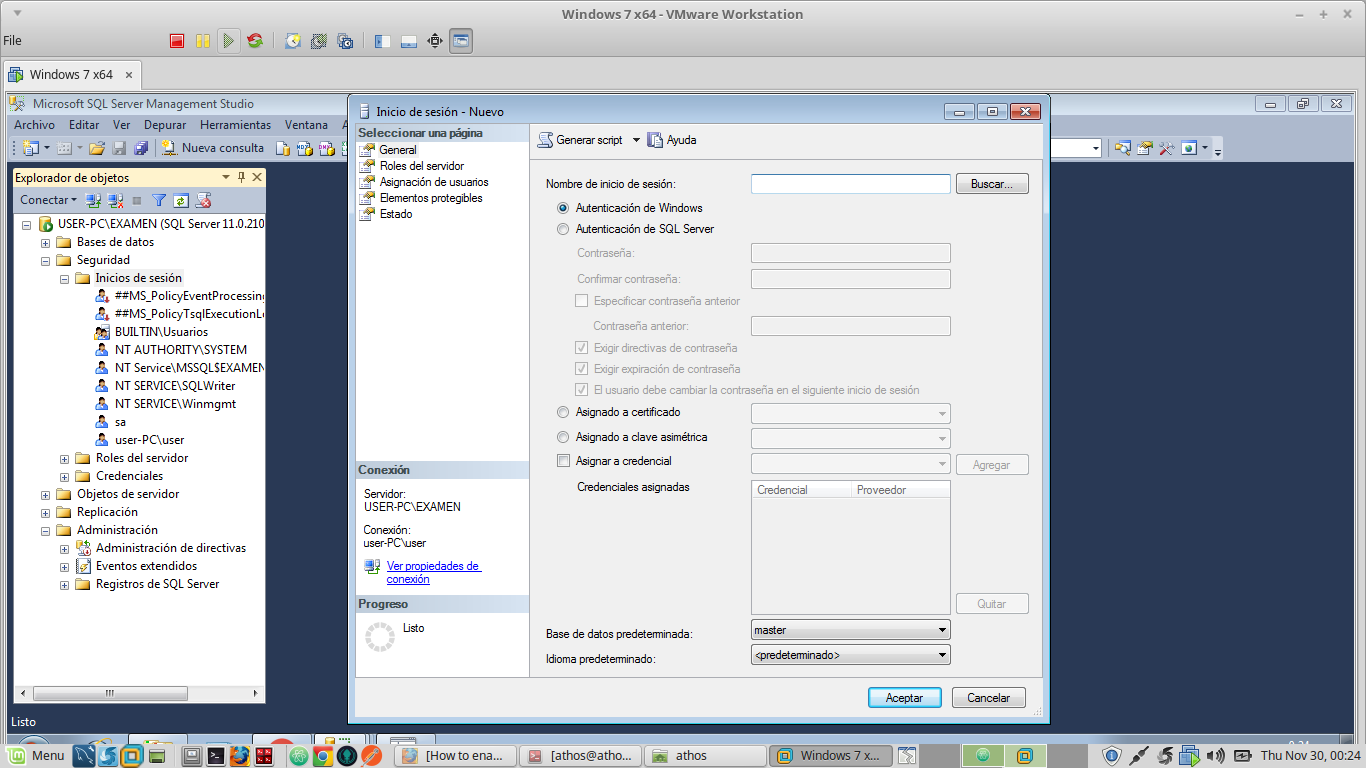 Windows 7 x64 - VMware Workstation
File
Windows 7 x64
Microsoft SQL Server Management Studio
Archivo Editar Ver Depurar Herramientas Ventana
Nueva consulta
Explorador de objetos
Conectar
USER-PC\EXAMEN (SQL Server 11.0.210
Bases de datos
Seguridad
Inicios de sesión
##MS_PolicyEventProcessing
##MS_PolicyTsqlExecutionLo
BUILTIN\Usuarios
NT AUTHORITY\SYSTEM
NT Service\MSSQL$EXAMEN
NT SERVICE\SQLWriter
NT SERVICE\Winmgmt
sa
user-PC\user
Roles del servidor
Credenciales
Objetos de servidor
Replicación
Administración
Administración de directivas
Eventos extendidos
Registros de SQL Server
Listo
Inicio de sesión - Nuevo
Seleccionar una página
General
Roles del servidor
Asignación de usuarios
Elementos protegibles
Estado
Conexión
Servidor:
USER-PC\EXAMEN
Conexión:
user-PC\user
Ver propiedades de
conexión
Progreso
Listo
Generar script Ayuda
Nombre de inicio de sesión: Buscar...
Autenticación de Windows
Autenticación de SQL Server
Contraseña:
Confirmar contraseña:
Especificar contraseña anterior
Contraseña anterior:
Exigir directivas de contraseña
Exigir expiración de contraseña
El usuario debe cambiar la contraseña en el siguiente inicio de sesión
Asignado a certificado
Asignado a clave asimétrica
Asignar a credencial Agregar
Credenciales asignadas Credencial Proveedor
Quitar
Base de datos predeterminada: master
Idioma predeterminado: <predeterminado>
Aceptar Cancelar
Menu [How to ena... [athos@atho... athos Windows 7 x... Thu Nov 30, 00:24